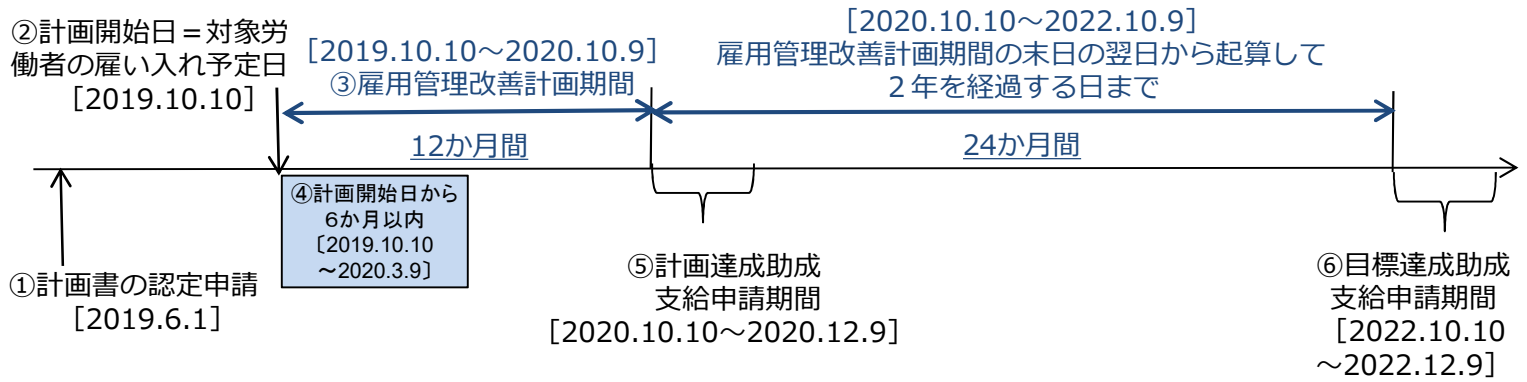 ②計画開始日＝対象労
働者の雇い入れ予定日
［2019.10.10］
［2019.10.10～2020.10.9］
③雇用管理改善計画期間
［2020.10.10～2022.10.9］
雇用管理改善計画期間の末日の翌日から起算して
２年を経過する日まで
12か月間
24か月間
①計画書の認定申請
［2019.6.1］
④計画開始日から
６か月以内
〔2019.10.10
～2020.3.9〕
⑤計画達成助成
支給申請期間
［2020.10.10～2020.12.9］
⑥目標達成助成
支給申請期間
［2022.10.10
～2022.12.9］